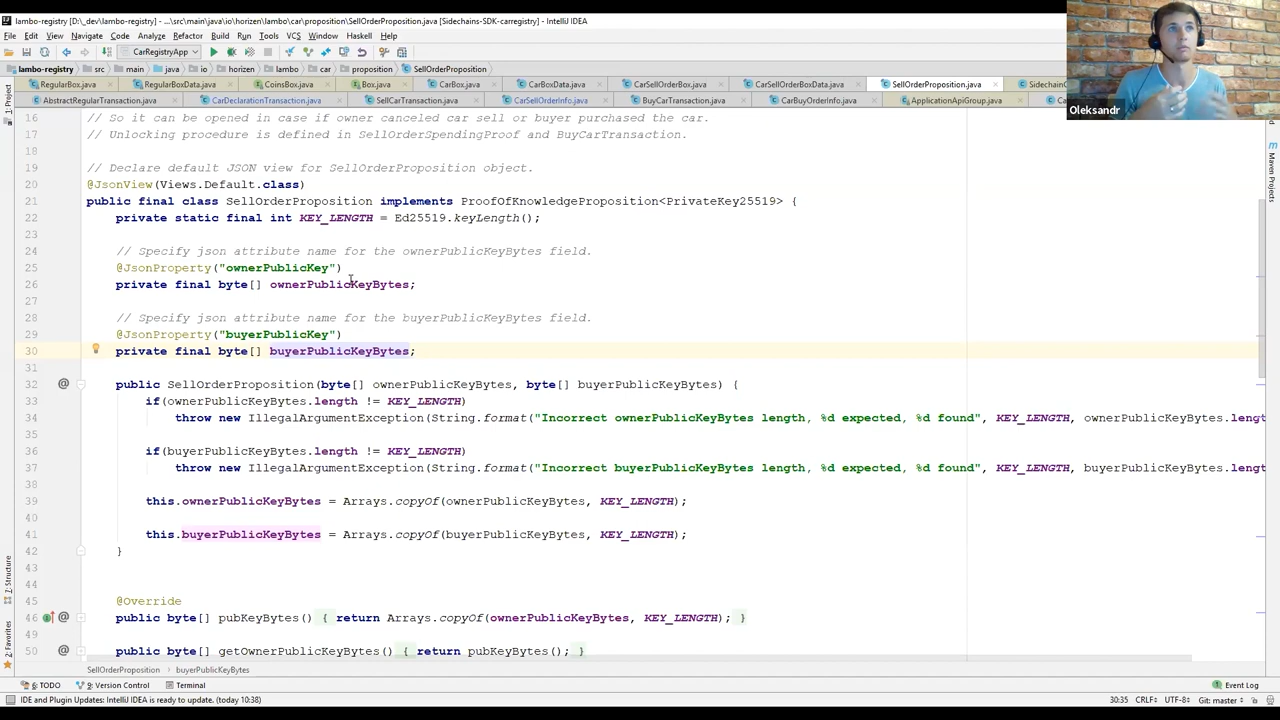 lambo-registry [D:\_dev\lambo-registry] - ...\src\main\java\io\horizen\lambo\car\proposition\SellOrderProposition.java [Sidechains-SDK-carregistry] - IntelliJ IDEA
File Edit View Navigate Code Analyze Refactor Build Run Tools VCS Window Haskell Help
CarRegistryApp
lambo-registry src main java io horizen lambo car proposition SellOrderProposition
RegularBox.java RegularBoxData.java CoinsBox.java Box.java CarBox.java CarBoxData.java CarSellOrderBox.java CarSellOrderBoxData.java SellOrderProposition.java
AbstractRegularTransaction.java CarDeclarationTransaction.java SellCarTransaction.java CarSellOrderInfo.java BuyCarTransaction.java CarBuyOrderInfo.java ApplicationApiGroup.java
Oleksandr
1: Project
Maven Projects
16 // So it can be opened in case if owner cancelled car sell or buyer purchased the car.
17 // Unlocking procedure is defined in SellOrderSpendingProof and BuyCarTransaction.
18
19 // Declare default JSON view for SellOrderProposition object.
20 @JsonView(Views.Default.class)
21 public final class SellOrderProposition implements ProofOfKnowledgeProposition<PrivateKey25519> {
22 private static final int KEY_LENGTH = Ed25519.keyLength();
23
24 // Specify json attribute name for the ownerPublicKeyBytes field.
25 @JsonProperty("ownerPublicKey")
26 private final byte[] ownerPublicKeyBytes;
27
28 // Specify json attribute name for the buyerPublicKeyBytes field.
29 @JsonProperty("buyerPublicKey")
30 private final byte[] buyerPublicKeyBytes;
31
32 public SellOrderProposition(byte[] ownerPublicKeyBytes, byte[] buyerPublicKeyBytes) {
33 if(ownerPublicKeyBytes.length != KEY_LENGTH)
34 throw new IllegalArgumentException(String.format("Incorrect ownerPublicKeyBytes length, %d expected, %d found", KEY_LENGTH, ownerPublicKeyBytes.lengt
35
36 if(buyerPublicKeyBytes.length != KEY_LENGTH)
37 throw new IllegalArgumentException(String.format("Incorrect buyerPublicKeyBytes length, %d expected, %d found", KEY_LENGTH, buyerPublicKeyBytes.lengt
38
39 this.ownerPublicKeyBytes = Arrays.copyOf(ownerPublicKeyBytes, KEY_LENGTH);
40
41 this.buyerPublicKeyBytes = Arrays.copyOf(buyerPublicKeyBytes, KEY_LENGTH);
42 }
43
44
45 @Override
46 public byte[] pubKeyBytes() { return Arrays.copyOf(ownerPublicKeyBytes, KEY_LENGTH); }
49
50 public byte[] getOwnerPublicKeyBytes() { return pubKeyBytes(); }
7: Structure
2: Favorites
SellOrderProposition buyerPublicKeyBytes
6: TODO 9: Version Control Terminal Event Log
IDE and Plugin Updates: IntelliJ IDEA is ready to update. (today 10:38) 30:35 CRLF UTF-8 Git: master